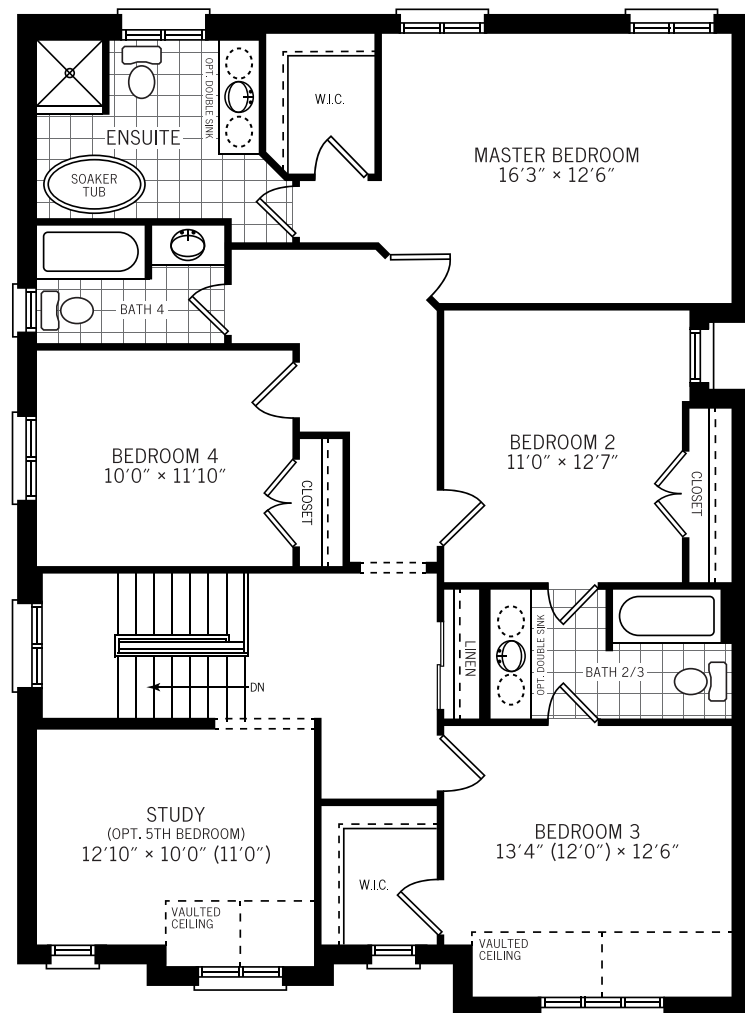 OPT. DOUBLE SINK
W.I.C.
ENSUITE
SOAKER
TUB
MASTER BEDROOM
16'3" × 12'6"
BATH 4
BEDROOM 4
10'0" × 11'10"
CLOSET
BEDROOM 2
11'0" × 12'7"
CLOSET
LINEN
OPT. DOUBLE SINK
BATH 2/3
DN
STUDY
(OPT. 5TH BEDROOM)
12'10" × 10'0" (11'0")
VAULTED
CEILING
W.I.C.
BEDROOM 3
13'4" (12'0") × 12'6"
VAULTED
CEILING